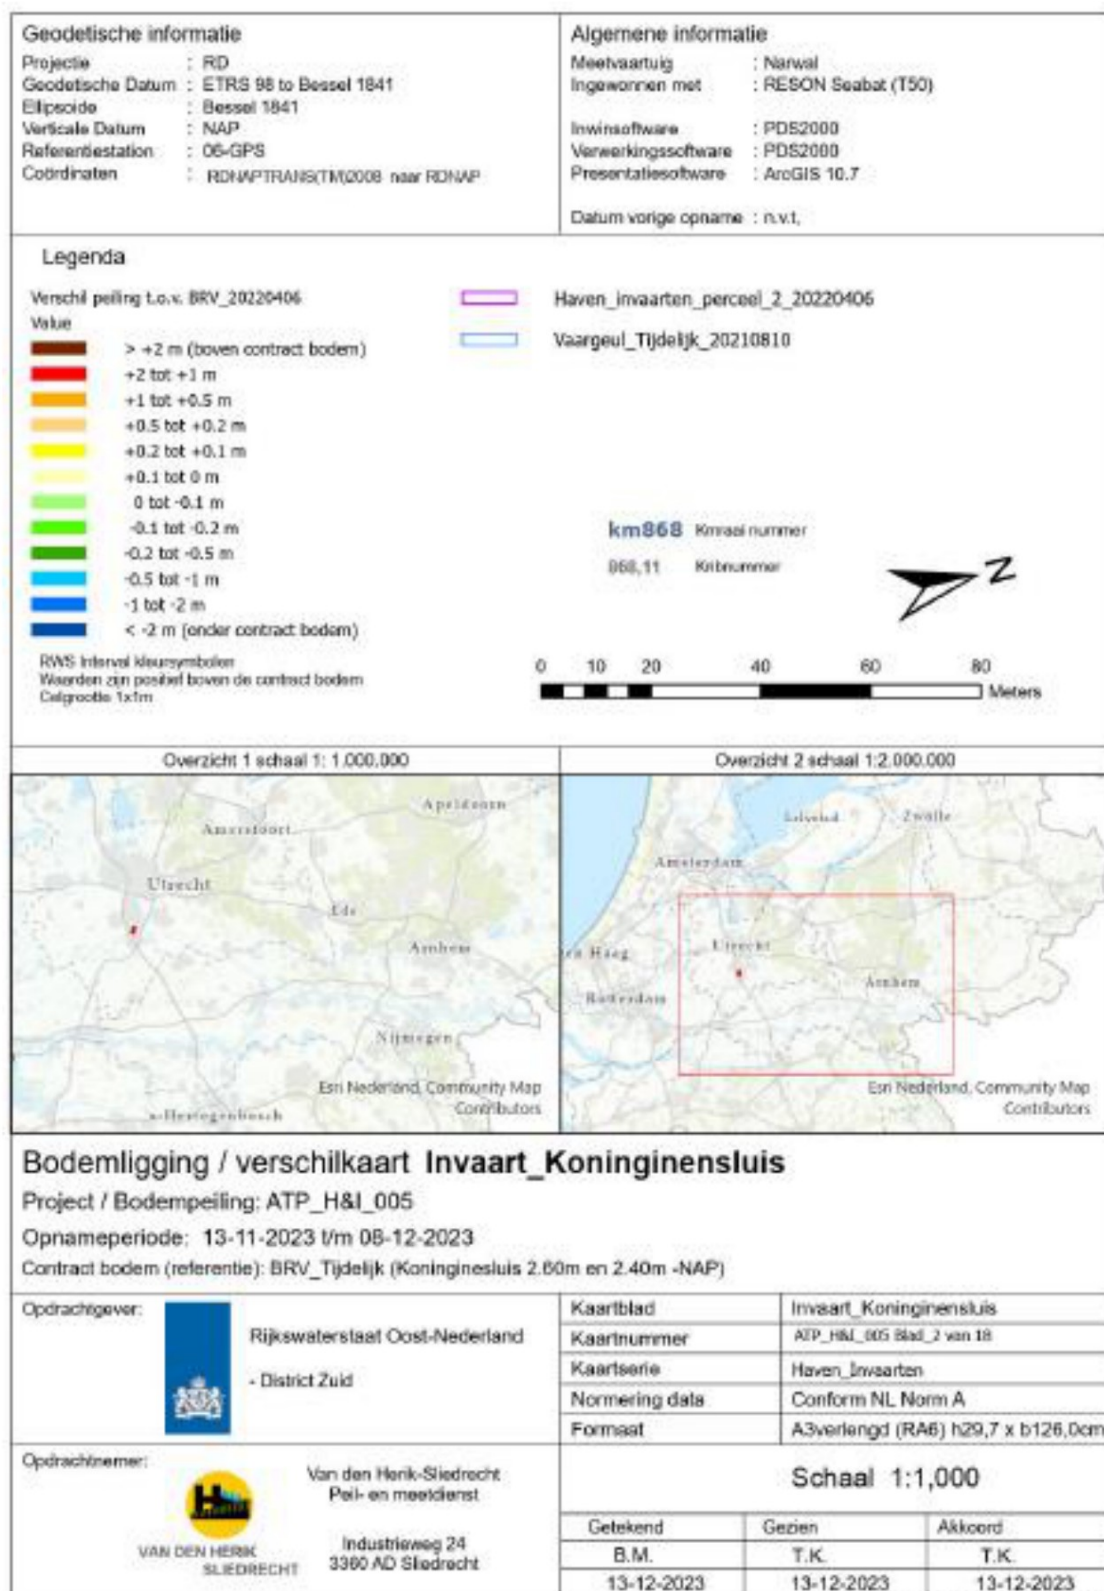 Geodetische informatie
Projectie : RD
Geodetische Datum : ETRS 98 to Bessel 1841
Ellipsoide : Bessel 1841
Verticale Datum : NAP
Referentiestation : 06-GPS
Coördinaten : RDNAPTRANS(TM)2008 naar RDNAP
Algemene informatie
Meetvaartuig : Narwal
Ingewonnen met : RESON Seabat (T50)
Inwinsoftware : PDS2000
Verwerkingssoftware : PDS2000
Presentatiesoftware : ArcGIS 10.7
Datum vorige opname : n.v.t,
Legenda
Verschil peiling t.o.v. BRV_20220406
Value
> +2 m (boven contract bodem)
+2 tot +1 m
+1 tot +0.5 m
+0.5 tot +0.2 m
+0.2 tot +0.1 m
+0.1 tot 0 m
0 tot -0.1 m
-0.1 tot -0.2 m
-0.2 tot -0.5 m
-0.5 tot -1 m
-1 tot -2 m
< -2 m (onder contract bodem)
RWS Interval kleursymbolen
Waarden zijn positief boven de contract bodem
Celgrootte 1x1m
Haven_invaarten_perceel_2_20220406
Vaargeul_Tijdelijk_20210810
km868 Kmraai nummer
868,11 Kribnummer
Z
0 10 20 40 60 80
Meters
Overzicht 1 schaal 1: 1.000.000
Apeldoorn
Amersfoort
Utrecht
Ede
Arnhem
Nijmegen
s-Hertogenbosch
Esri Nederland, Community Map
Contributors
Overzicht 2 schaal 1:2.000.000
Lelystad
Zwolle
Amsterdam
en Haag
Utrecht
Rotterdam
Arnhem
Esri Nederland, Community Map
Contributors
Bodemligging / verschilkaart Invaart_Koninginensluis
Project / Bodempeiling: ATP_H&I_005
Opnameperiode: 13-11-2023 t/m 08-12-2023
Contract bodem (referentie): BRV_Tijdelijk (Koninginesluis 2.60m en 2.40m -NAP)
Opdrachtgever:
Rijkswaterstaat Oost-Nederland
- District Zuid
Kaartblad Invaart_Koninginensluis
Kaartnummer ATP_H&I_005 Blad_2 van 18
Kaartserie Haven_Invaarten
Normering data Conform NL Norm A
Formaat A3verlengd (RA6) h29,7 x b126,0cm
Opdrachtnemer:
VAN DEN HERIK
SLIEDRECHT
Van den Herik-Sliedrecht
Peil- en meetdienst
Industrieweg 24
3360 AD Sliedrecht
Schaal 1:1,000
Getekend Gezien Akkoord
B.M. T.K. T.K.
13-12-2023 13-12-2023 13-12-2023